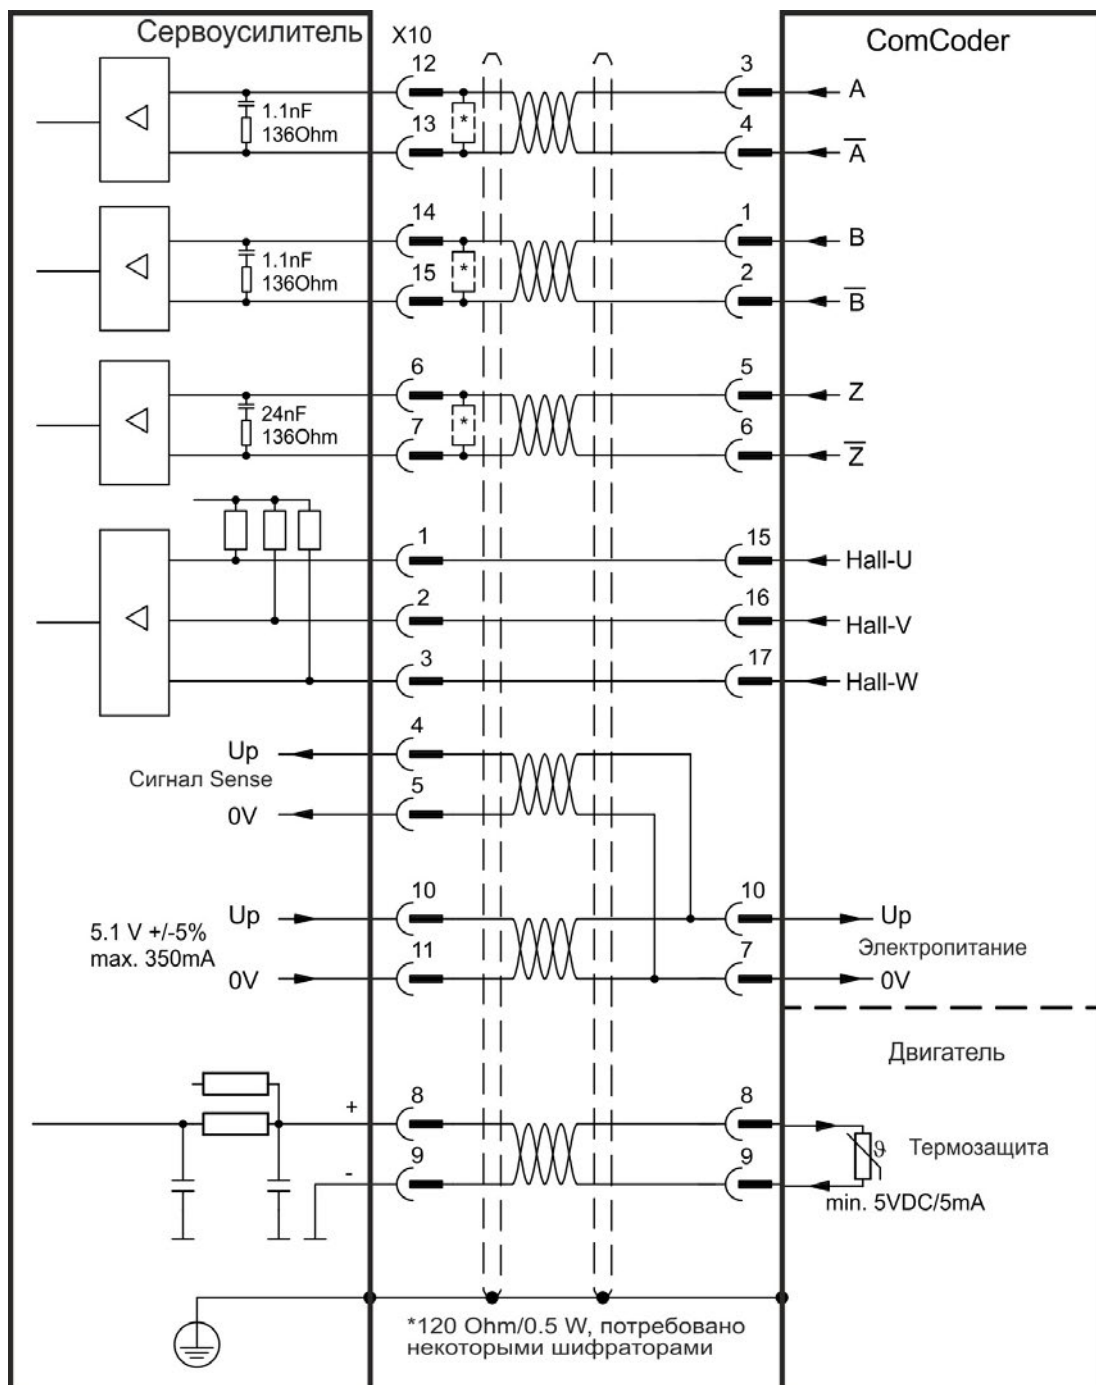 Сервоусилитель
X10
ComCoder
12
3
A
1.1nF
136Ohm
*
13
4
A
14
1
B
1.1nF
136Ohm
*
15
2
B
6
5
Z
24nF
136Ohm
*
7
6
Z
1
15
Hall-U
2
16
Hall-V
3
17
Hall-W
4
Up
Сигнал Sense
5
0V
10
10
Up
Up
5.1 V +/-5%
max. 350mA
Электропитание
11
7
0V
0V
Двигатель
8
8
+
ϑ
Термозащита
9
9
-
min. 5VDC/5mA
*120 Ohm/0.5 W, потребовано
некоторыми шифраторами